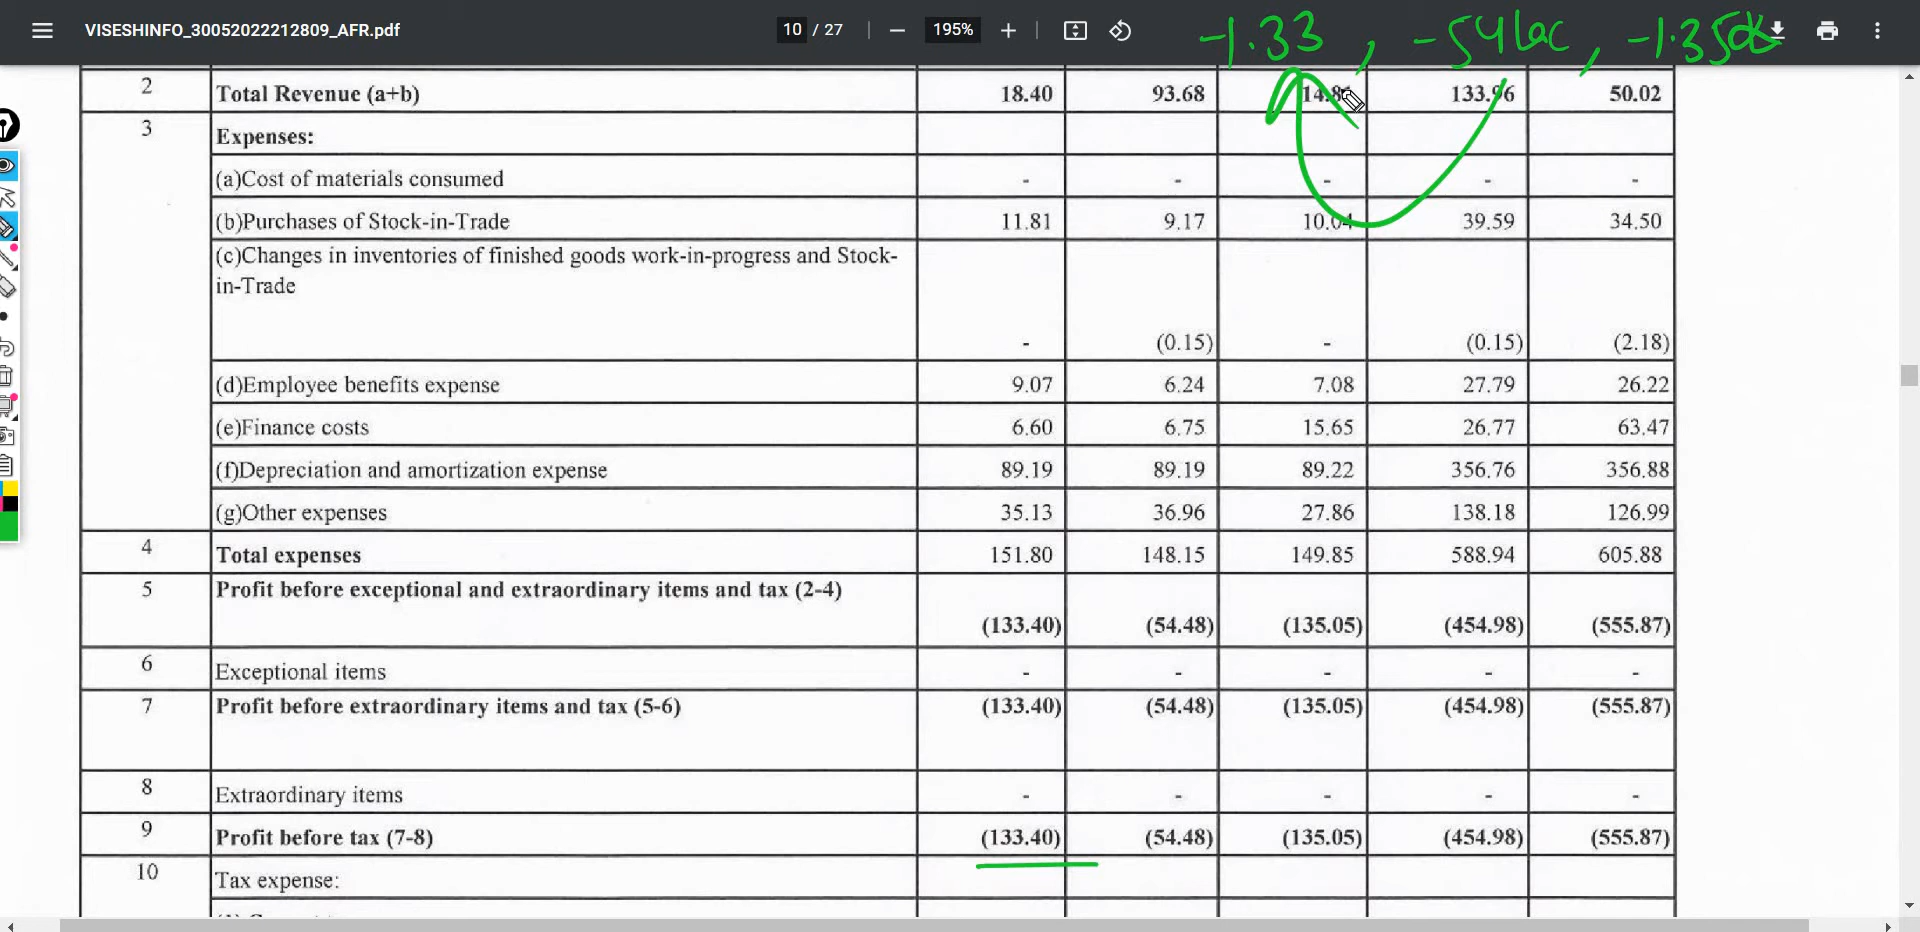 VISESHINFO_30052022212809_AFR.pdf 10 / 27 195%
-1.33 , -54lac , -1.35
2 Total Revenue (a+b) 18.40 93.68 133.96 50.02
3 Expenses:
(a)Cost of materials consumed - - - - -
(b)Purchases of Stock-in-Trade 11.81 9.17 10.04 39.59 34.50
(c)Changes in inventories of finished goods work-in-progress and Stock-
in-Trade
- (0.15) - (0.15) (2.18)
(d)Employee benefits expense 9.07 6.24 7.08 27.79 26.22
(e)Finance costs 6.60 6.75 15.65 26.77 63.47
(f)Depreciation and amortization expense 89.19 89.19 89.22 356.76 356.88
(g)Other expenses 35.13 36.96 27.86 138.18 126.99
4 Total expenses 151.80 148.15 149.85 588.94 605.88
5 Profit before exceptional and extraordinary items and tax (2-4)
(133.40) (54.48) (135.05) (454.98) (555.87)
6 Exceptional items - - - - -
7 Profit before extraordinary items and tax (5-6) (133.40) (54.48) (135.05) (454.98) (555.87)
8 Extraordinary items - - - - -
9 Profit before tax (7-8) (133.40) (54.48) (135.05) (454.98) (555.87)
10 Tax expense: